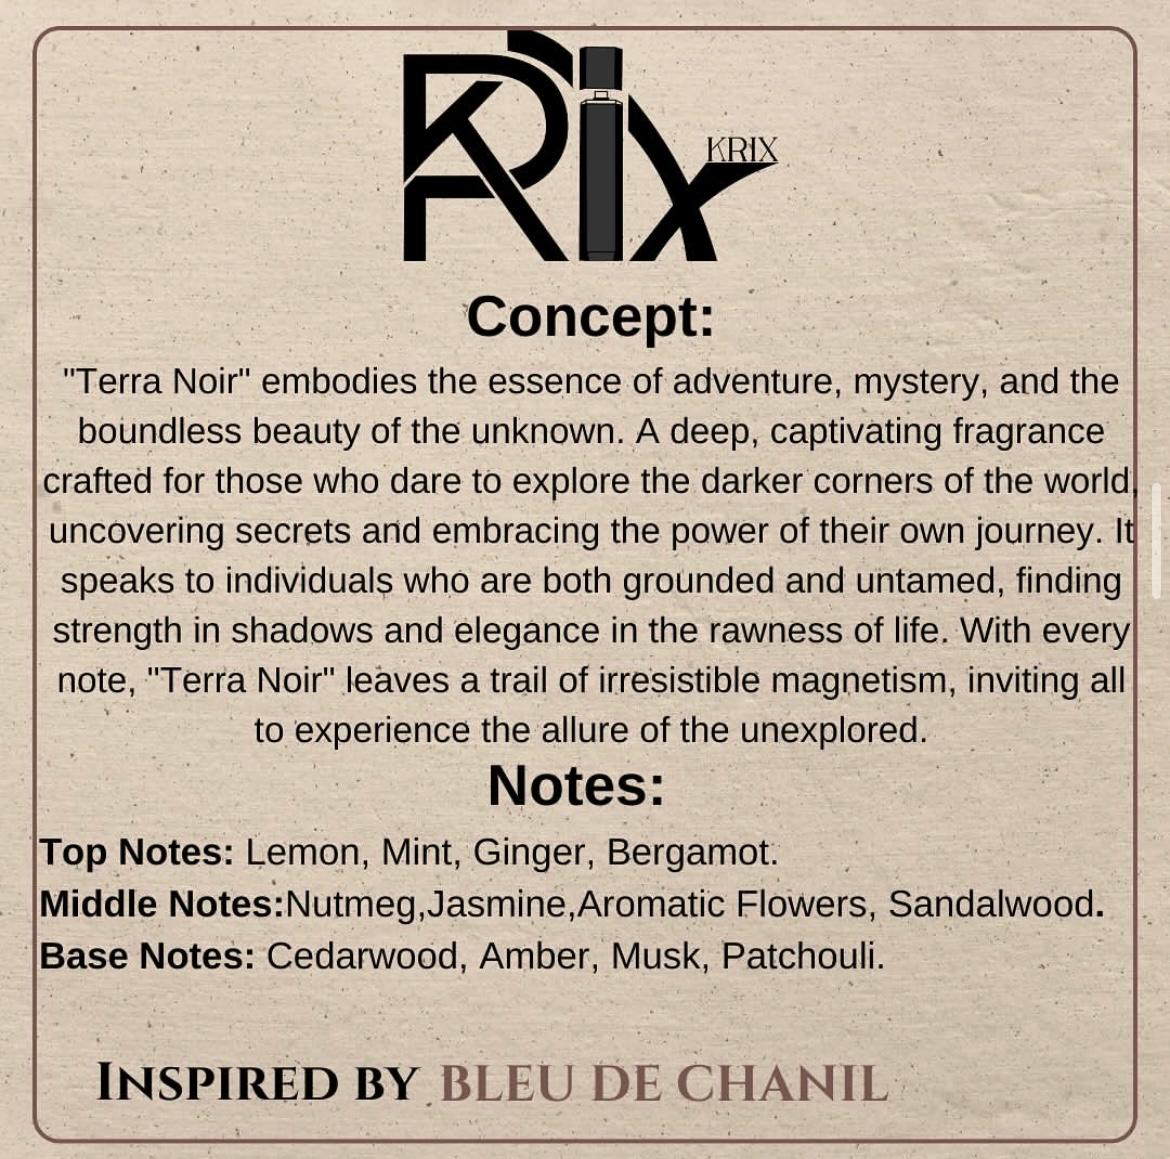 KRIX
KRIX
Concept:
"Terra Noir" embodies the essence of adventure, mystery, and the
boundless beauty of the unknown. A deep, captivating fragrance
crafted for those who dare to explore the darker corners of the world,
uncovering secrets and embracing the power of their own journey. It
speaks to individuals who are both grounded and untamed, finding
strength in shadows and elegance in the rawness of life. With every
note, "Terra Noir" leaves a trail of irresistible magnetism, inviting all
to experience the allure of the unexplored.
Notes:
Top Notes: Lemon, Mint, Ginger, Bergamot.
Middle Notes:Nutmeg,Jasmine,Aromatic Flowers, Sandalwood.
Base Notes: Cedarwood, Amber, Musk, Patchouli.
INSPIRED BY BLEU DE CHANIL